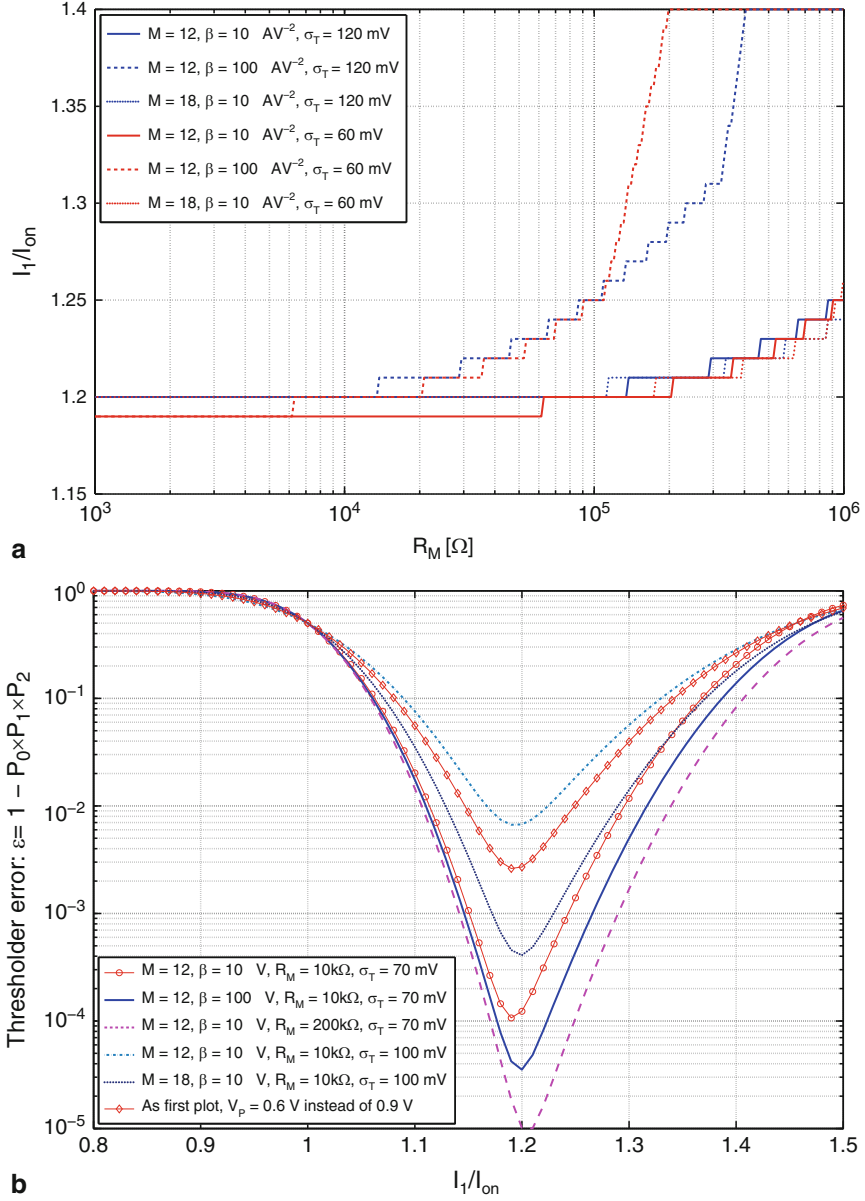 1.4
M = 12, β = 10 AV⁻², σ_T = 120 mV
M = 12, β = 100 AV⁻², σ_T = 120 mV
M = 18, β = 10 AV⁻², σ_T = 120 mV
M = 12, β = 10 AV⁻², σ_T = 60 mV
M = 12, β = 100 AV⁻², σ_T = 60 mV
M = 18, β = 10 AV⁻², σ_T = 60 mV
1.35
1.3
I₁/I_on
1.25
1.2
1.15
10³ 10⁴ 10⁵ 10⁶
R_M [Ω]
a
10⁰
10⁻¹
10⁻²
Thresholder error: ε= 1 − P₀×P₁×P₂
10⁻³
10⁻⁴
10⁻⁵
M = 12, β = 10 V, R_M = 10kΩ, σ_T = 70 mV
M = 12, β = 100 V, R_M = 10kΩ, σ_T = 70 mV
M = 12, β = 10 V, R_M = 200kΩ, σ_T = 70 mV
M = 12, β = 10 V, R_M = 10kΩ, σ_T = 100 mV
M = 18, β = 10 V, R_M = 10kΩ, σ_T = 100 mV
As first plot, V_P = 0.6 V instead of 0.9 V
0.8 0.9 1 1.1 1.2 1.3 1.4 1.5
I₁/I_on
b